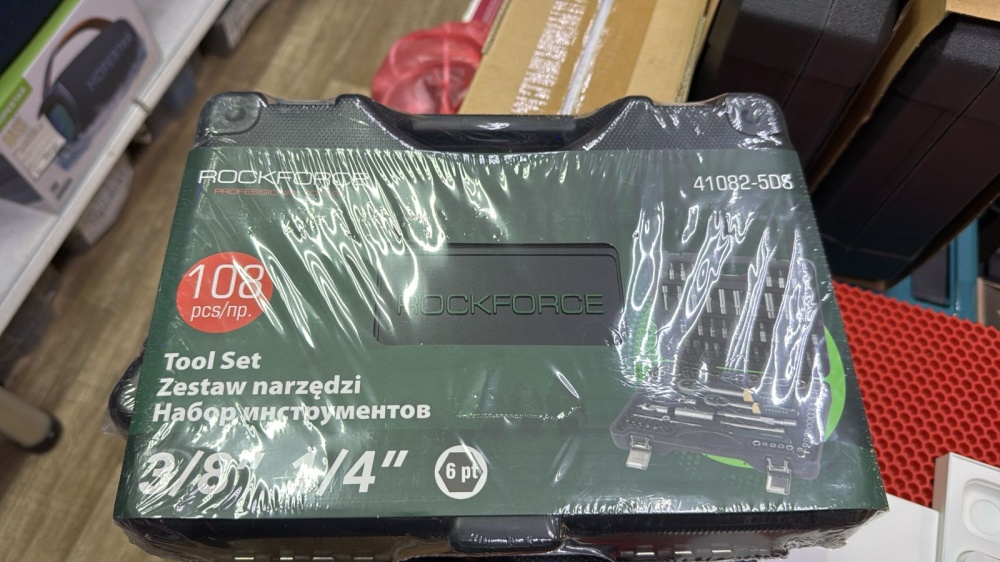 ROCKFORCE
41082-5DS
108
pcs/пр.
ROCKFORCE
Tool Set
Zestaw narzędzi
Набор инструментов
3/8" 1/4"
6 pt